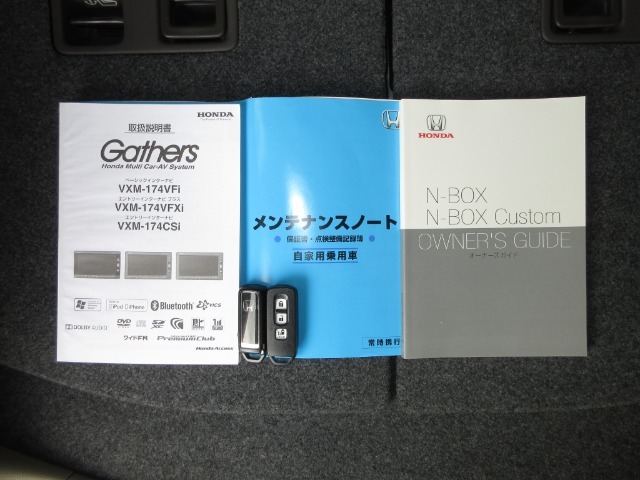 HONDA
取扱説明書
Gathers
Honda Multi Car-AV System
ベーシックインターナビ
VXM-174VFi
エントリーインターナビ プラス
VXM-174VFXi
エントリーインターナビ
VXM-174CSi
iPod iPhone
Bluetooth
VICS
DOLBY AUDIO
ワイドFM
PremiumClub
Honda Access
メンテナンスノート
保証書・点検整備記録簿
自家用乗用車
常時携行
HONDA
N-BOX
N-BOX Custom
OWNER'S GUIDE
オーナーズガイド